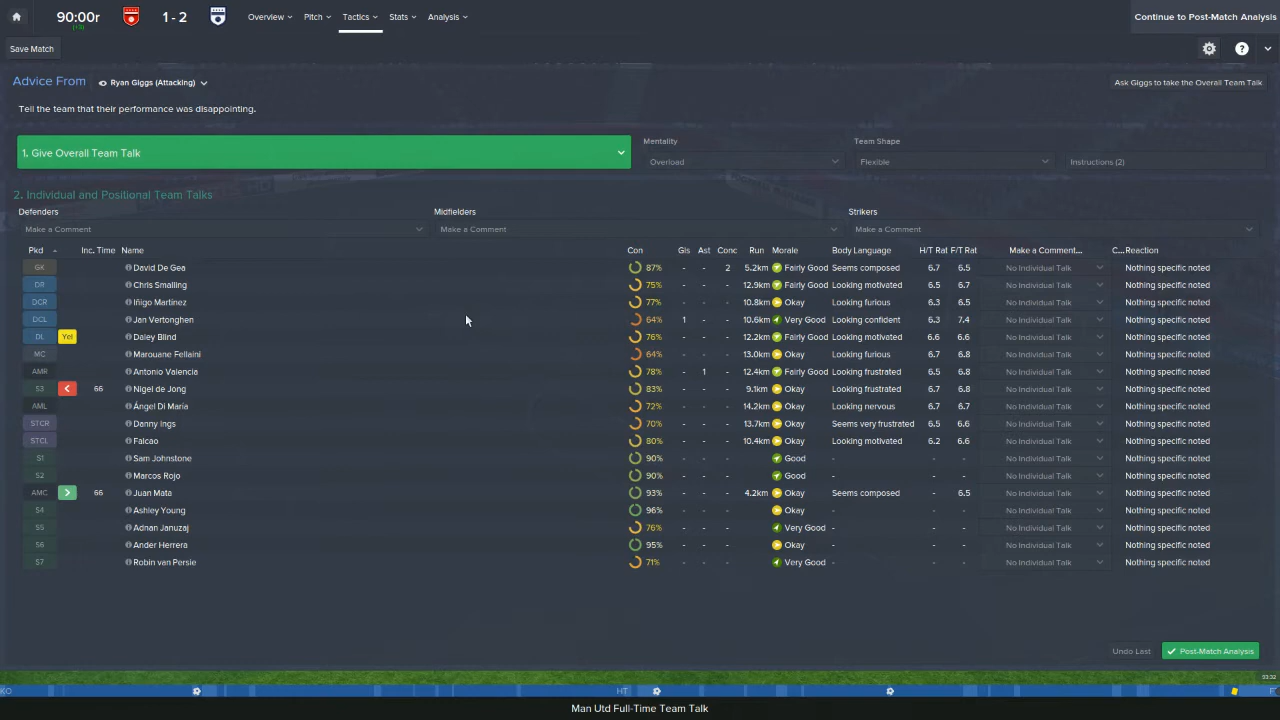 90:00r 1 - 2 Overview Pitch Tactics Stats Analysis Continue to Post-Match Analysis
(+3)
Save Match
Advice From Ryan Giggs (Attacking) Ask Giggs to take the Overall Team Talk
Tell the team that their performance was disappointing.
Mentality Team Shape
1. Give Overall Team Talk Overload Flexible Instructions (2)
2. Individual and Positional Team Talks
Defenders Midfielders Strikers
Make a Comment Make a Comment Make a Comment
Pkd Inc. Time Name Con Gls Ast Conc Run Morale Body Language H/T Rat F/T Rat Make a Comment... C... Reaction
GK David De Gea 87% - - 2 5.2km Fairly Good Seems composed 6.7 6.5 No Individual Talk Nothing specific noted
DR Chris Smalling 75% - - - 12.9km Fairly Good Looking motivated 6.5 6.7 No Individual Talk Nothing specific noted
DCR Iñigo Martínez 77% - - - 10.8km Okay Looking furious 6.3 6.5 No Individual Talk Nothing specific noted
DCL Jan Vertonghen 64% 1 - - 10.6km Very Good Looking confident 6.3 7.4 No Individual Talk Nothing specific noted
DL Yel Daley Blind 76% - - - 12.2km Fairly Good Looking motivated 6.6 6.6 No Individual Talk Nothing specific noted
MC Marouane Fellaini 64% - - - 13.0km Okay Looking furious 6.7 6.8 No Individual Talk Nothing specific noted
AMR Antonio Valencia 78% - 1 - 12.4km Fairly Good Looking frustrated 6.5 6.8 No Individual Talk Nothing specific noted
S3 66 Nigel de Jong 83% - - - 9.1km Okay Looking frustrated 6.7 6.8 No Individual Talk Nothing specific noted
AML Ángel Di María 72% - - - 14.2km Okay Looking nervous 6.7 6.7 No Individual Talk Nothing specific noted
STCR Danny Ings 70% - - - 13.7km Okay Seems very frustrated 6.5 6.6 No Individual Talk Nothing specific noted
STCL Falcao 80% - - - 10.4km Okay Looking motivated 6.2 6.6 No Individual Talk Nothing specific noted
S1 Sam Johnstone 90% - - - Good - - - No Individual Talk Nothing specific noted
S2 Marcos Rojo 90% - - - Good - - - No Individual Talk Nothing specific noted
AMC 66 Juan Mata 93% - - - 4.2km Okay Seems composed - 6.5 No Individual Talk Nothing specific noted
S4 Ashley Young 96% - - - Okay - - - No Individual Talk Nothing specific noted
S5 Adnan Januzaj 76% - - - Very Good - - - No Individual Talk Nothing specific noted
S6 Ander Herrera 95% - - - Okay - - - No Individual Talk Nothing specific noted
S7 Robin van Persie 71% - - - Very Good - - - No Individual Talk Nothing specific noted
Undo Last Post-Match Analysis
93:32
KO HT F
Man Utd Full-Time Team Talk